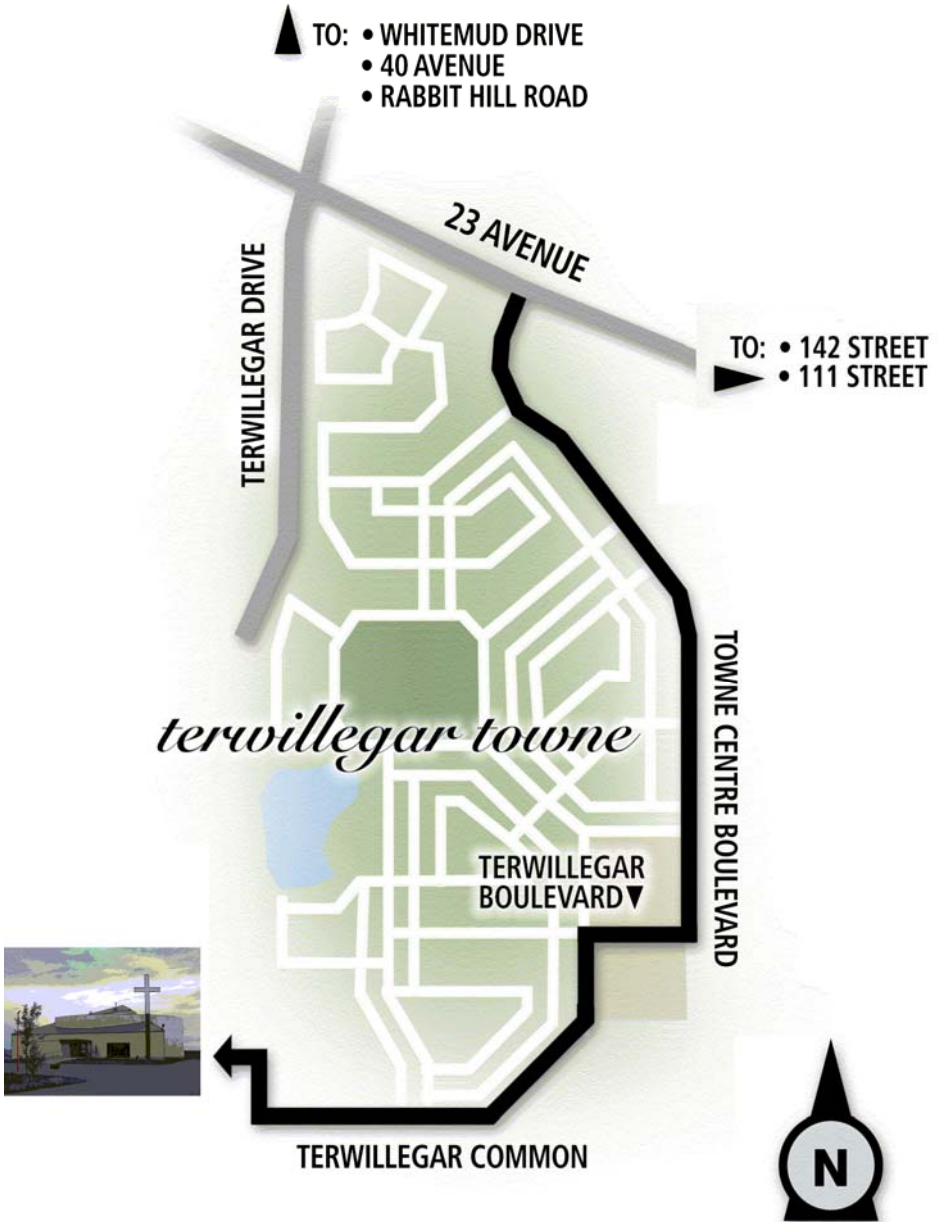 TO: • WHITEMUD DRIVE
• 40 AVENUE
• RABBIT HILL ROAD
23 AVENUE
TERWILLEGAR DRIVE
TO: • 142 STREET
• 111 STREET
terwillegar towne
TOWNE CENTRE BOULEVARD
TERWILLEGAR
BOULEVARD▼
TERWILLEGAR COMMON
N